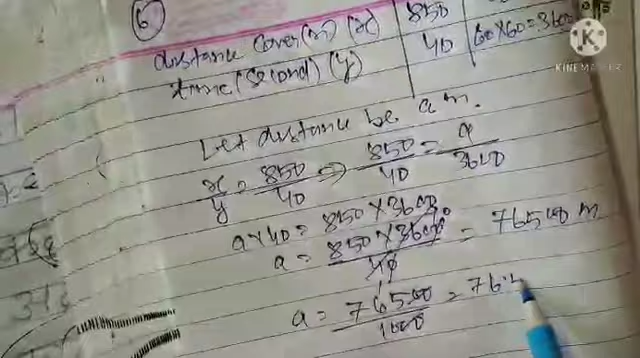 6
distance cover(m) (x) 850
time(second) (y) 40 60×60=3600
KINEMASTER
Let distance be a m.
x/y = 850/40 ⇒ 850/40 = a/3600
a×40 = 850×3600
a = 850×3600/40 = 76500 m
a = 76500/1000 = 76.5